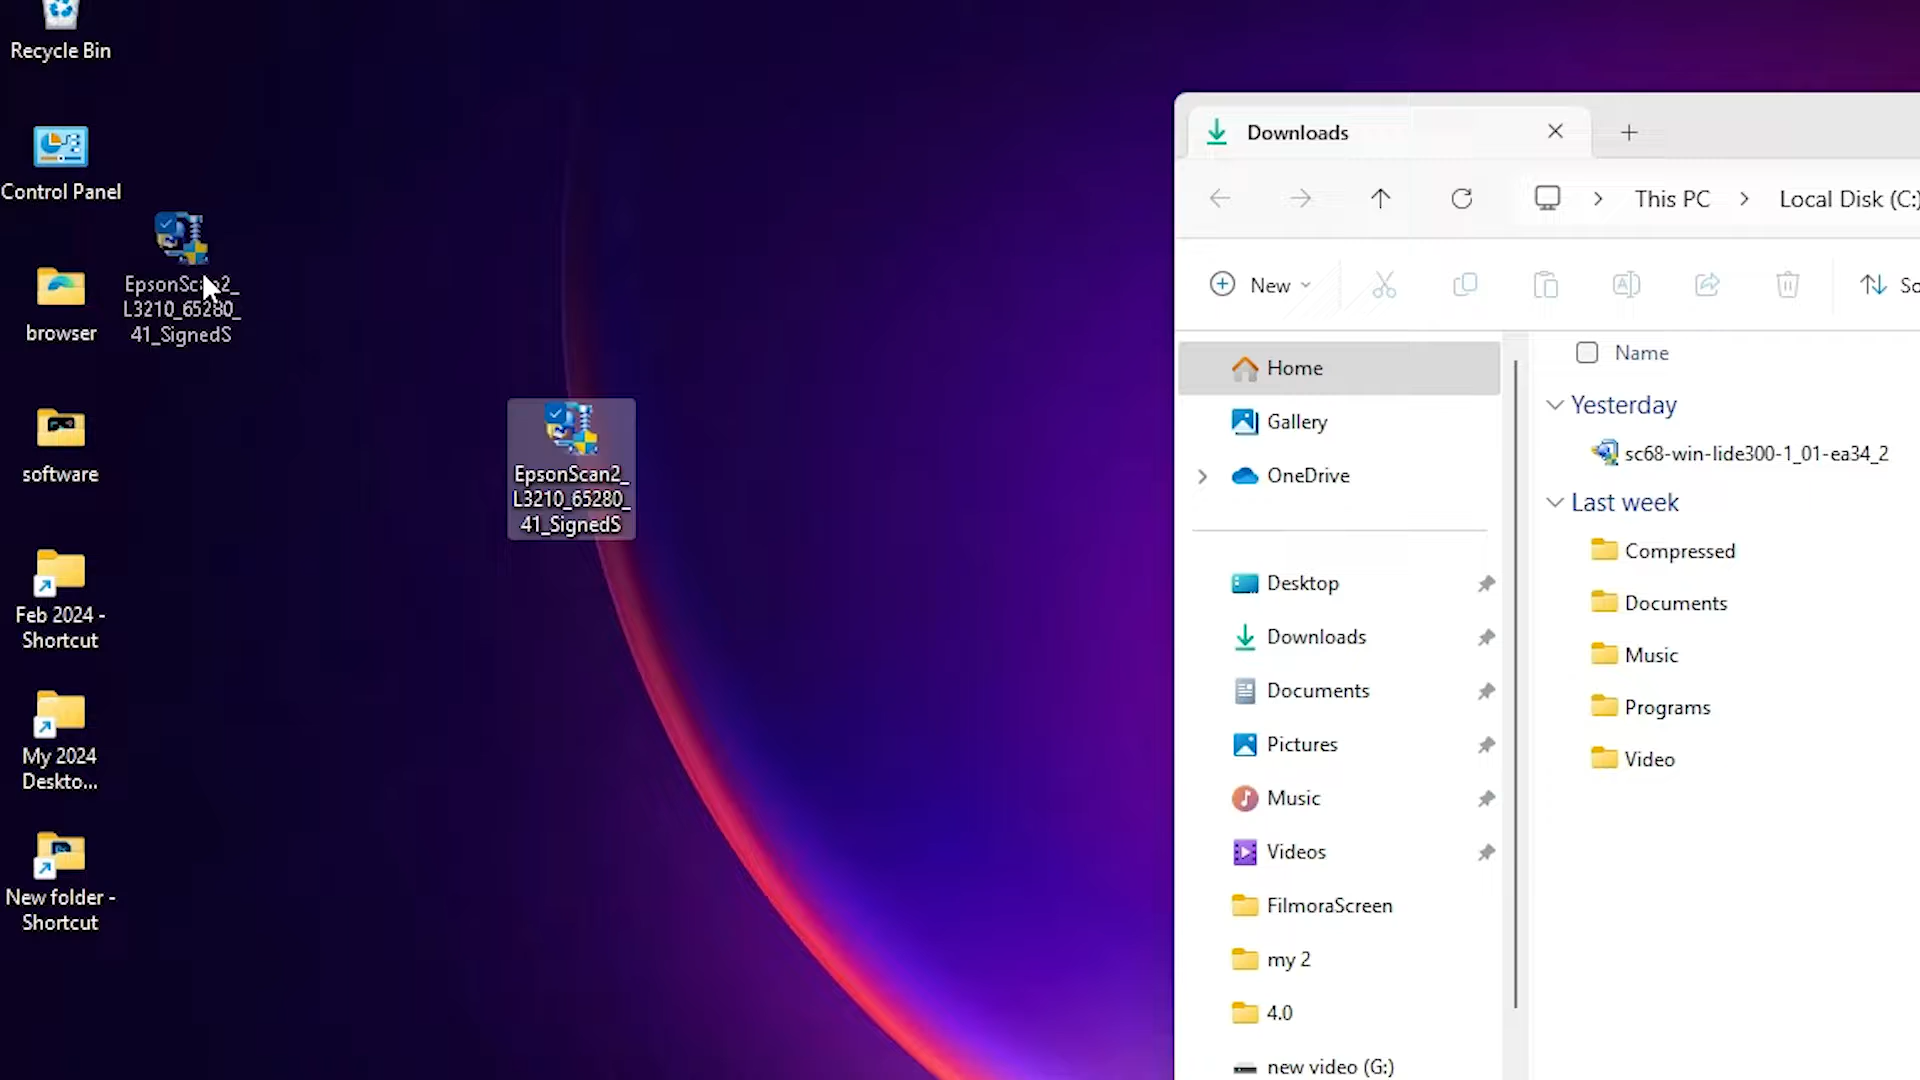 Recycle Bin
Control Panel
browser
EpsonScan2_
L3210_65280_
41_SignedS
software
Feb 2024 -
Shortcut
My 2024
Deskto...
New folder -
Shortcut
EpsonScan2_
L3210_65280_
41_SignedS
Downloads
This PC
Local Disk (C:)
New
So
Home
Gallery
OneDrive
Desktop
Downloads
Documents
Pictures
Music
Videos
FilmoraScreen
my 2
4.0
new video (G:)
Name
Yesterday
sc68-win-lide300-1_01-ea34_2
Last week
Compressed
Documents
Music
Programs
Video